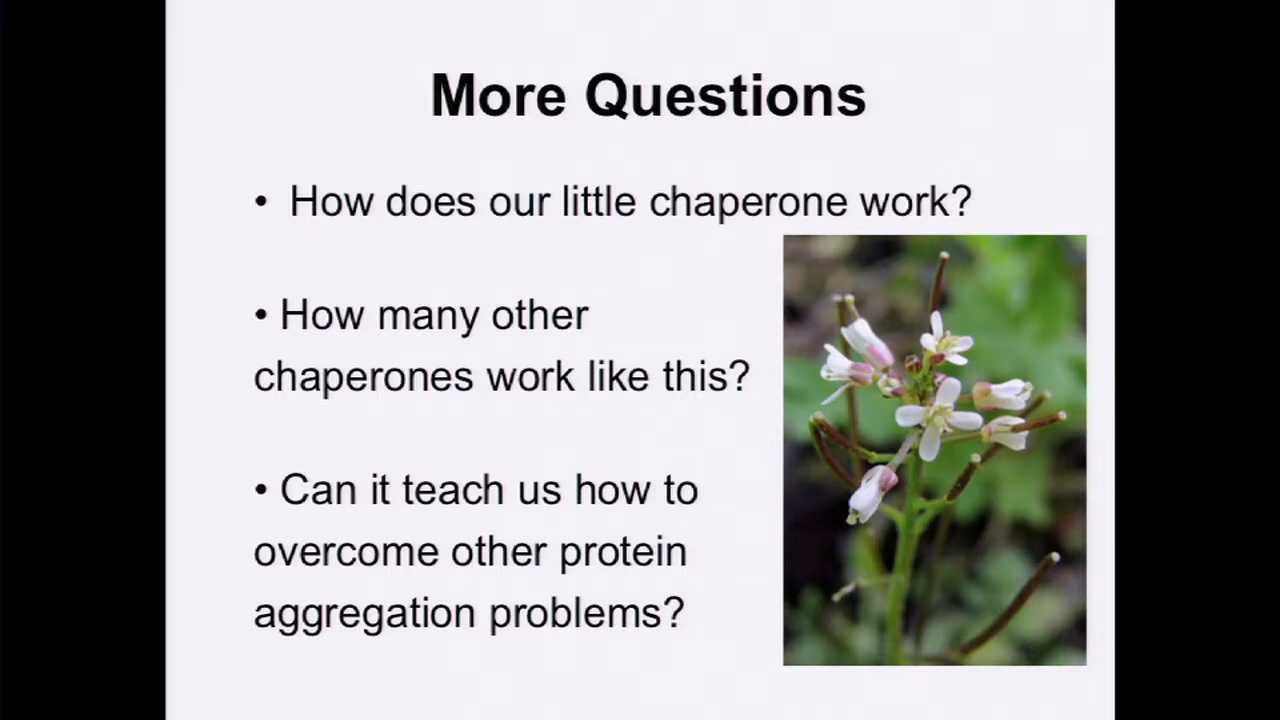 More Questions
• How does our little chaperone work?
• How many other
chaperones work like this?
• Can it teach us how to
overcome other protein
aggregation problems?